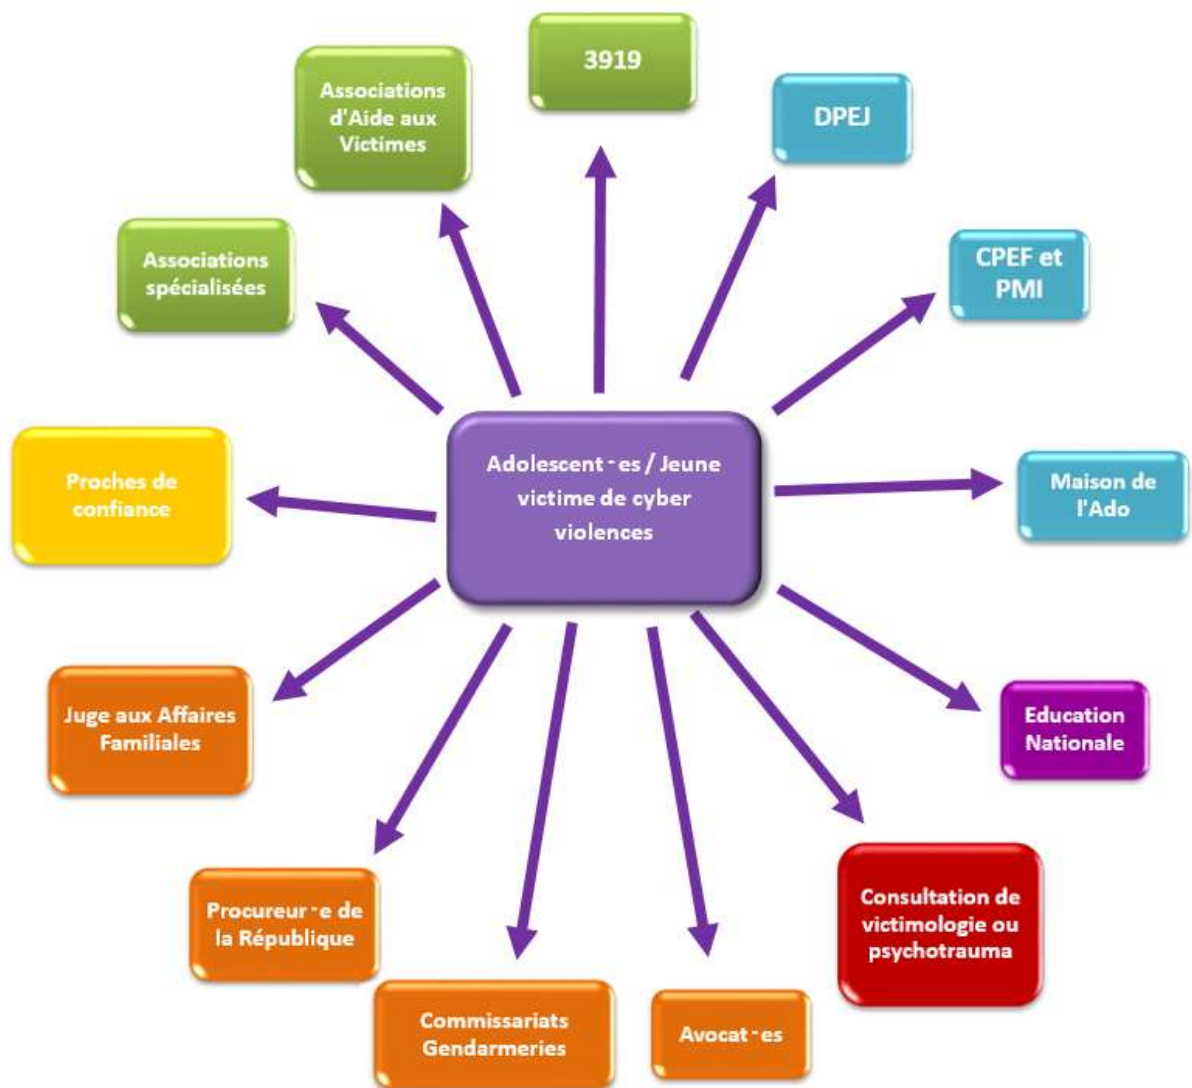 3919
Associations
d'Aide aux
Victimes
DPEJ
Associations
spécialisées
CPEF et
PMI
Proches de
confiance
Adolescent·es / Jeune
victime de cyber
violences
Maison de
l'Ado
Juge aux Affaires
Familiales
Education
Nationale
Procureur·e de
la République
Consultation de
victimologie ou
psychotrauma
Commissariats
Gendarmeries
Avocat·es